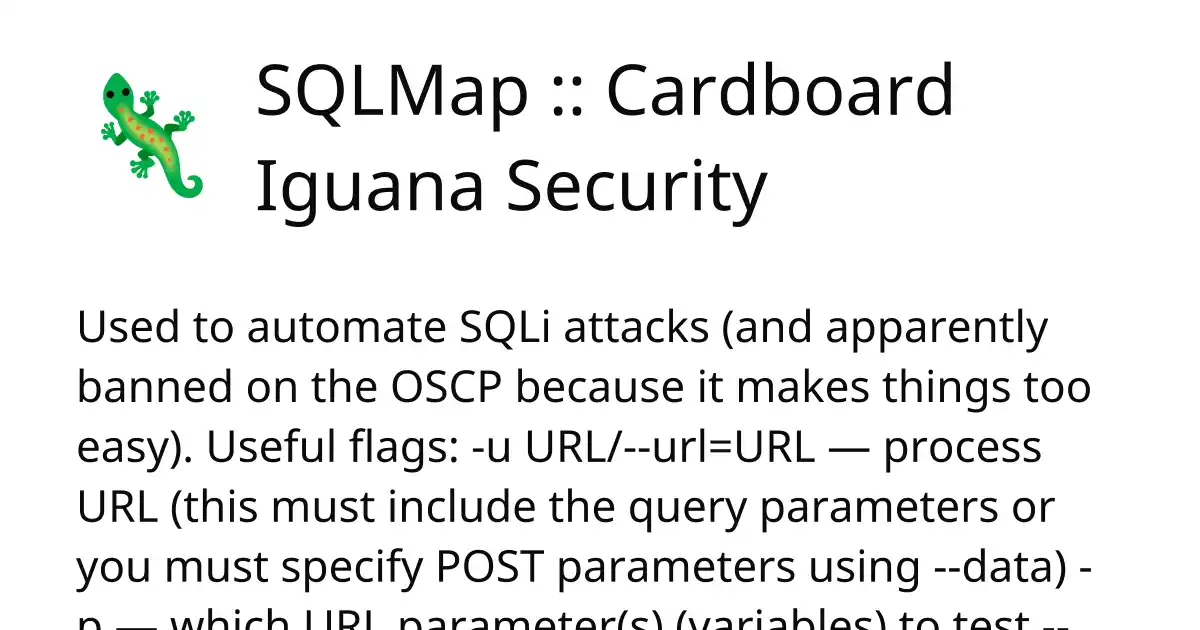 SQLMap :: Cardboard
Iguana Security
Used to automate SQLi attacks (and apparently
banned on the OSCP because it makes things too
easy). Useful flags: -u URL/--url=URL — process
URL (this must include the query parameters or
you must specify POST parameters using --data) -
p — which URL parameter(s) (variables) to test --